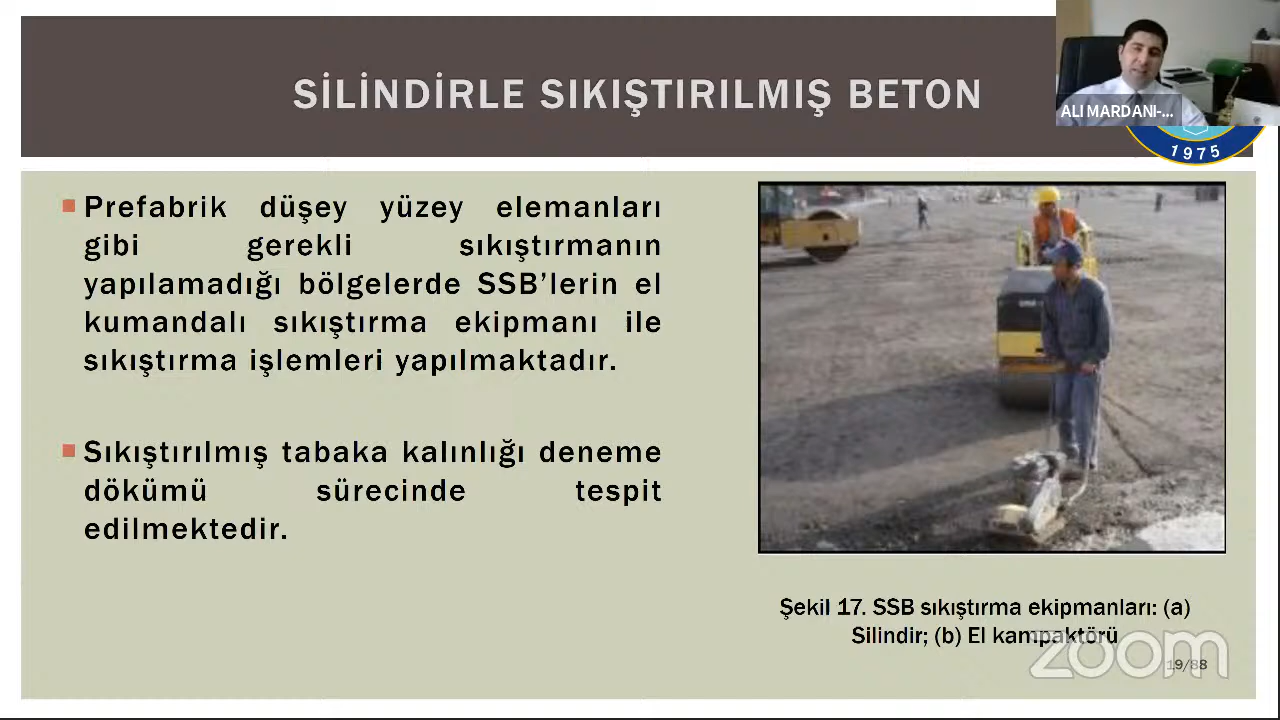 SİLİNDİRLE SIKIŞTIRILMIŞ BETON
ALI MARDANI-...
1975
Prefabrik düşey yüzey elemanları
gibi gerekli sıkıştırmanın
yapılamadığı bölgelerde SSB’lerin el
kumandalı sıkıştırma ekipmanı ile
sıkıştırma işlemleri yapılmaktadır.
Sıkıştırılmış tabaka kalınlığı deneme
dökümü sürecinde tespit
edilmektedir.
Şekil 17. SSB sıkıştırma ekipmanları: (a)
Silindir; (b) El kampaktörü
zoom
19/88